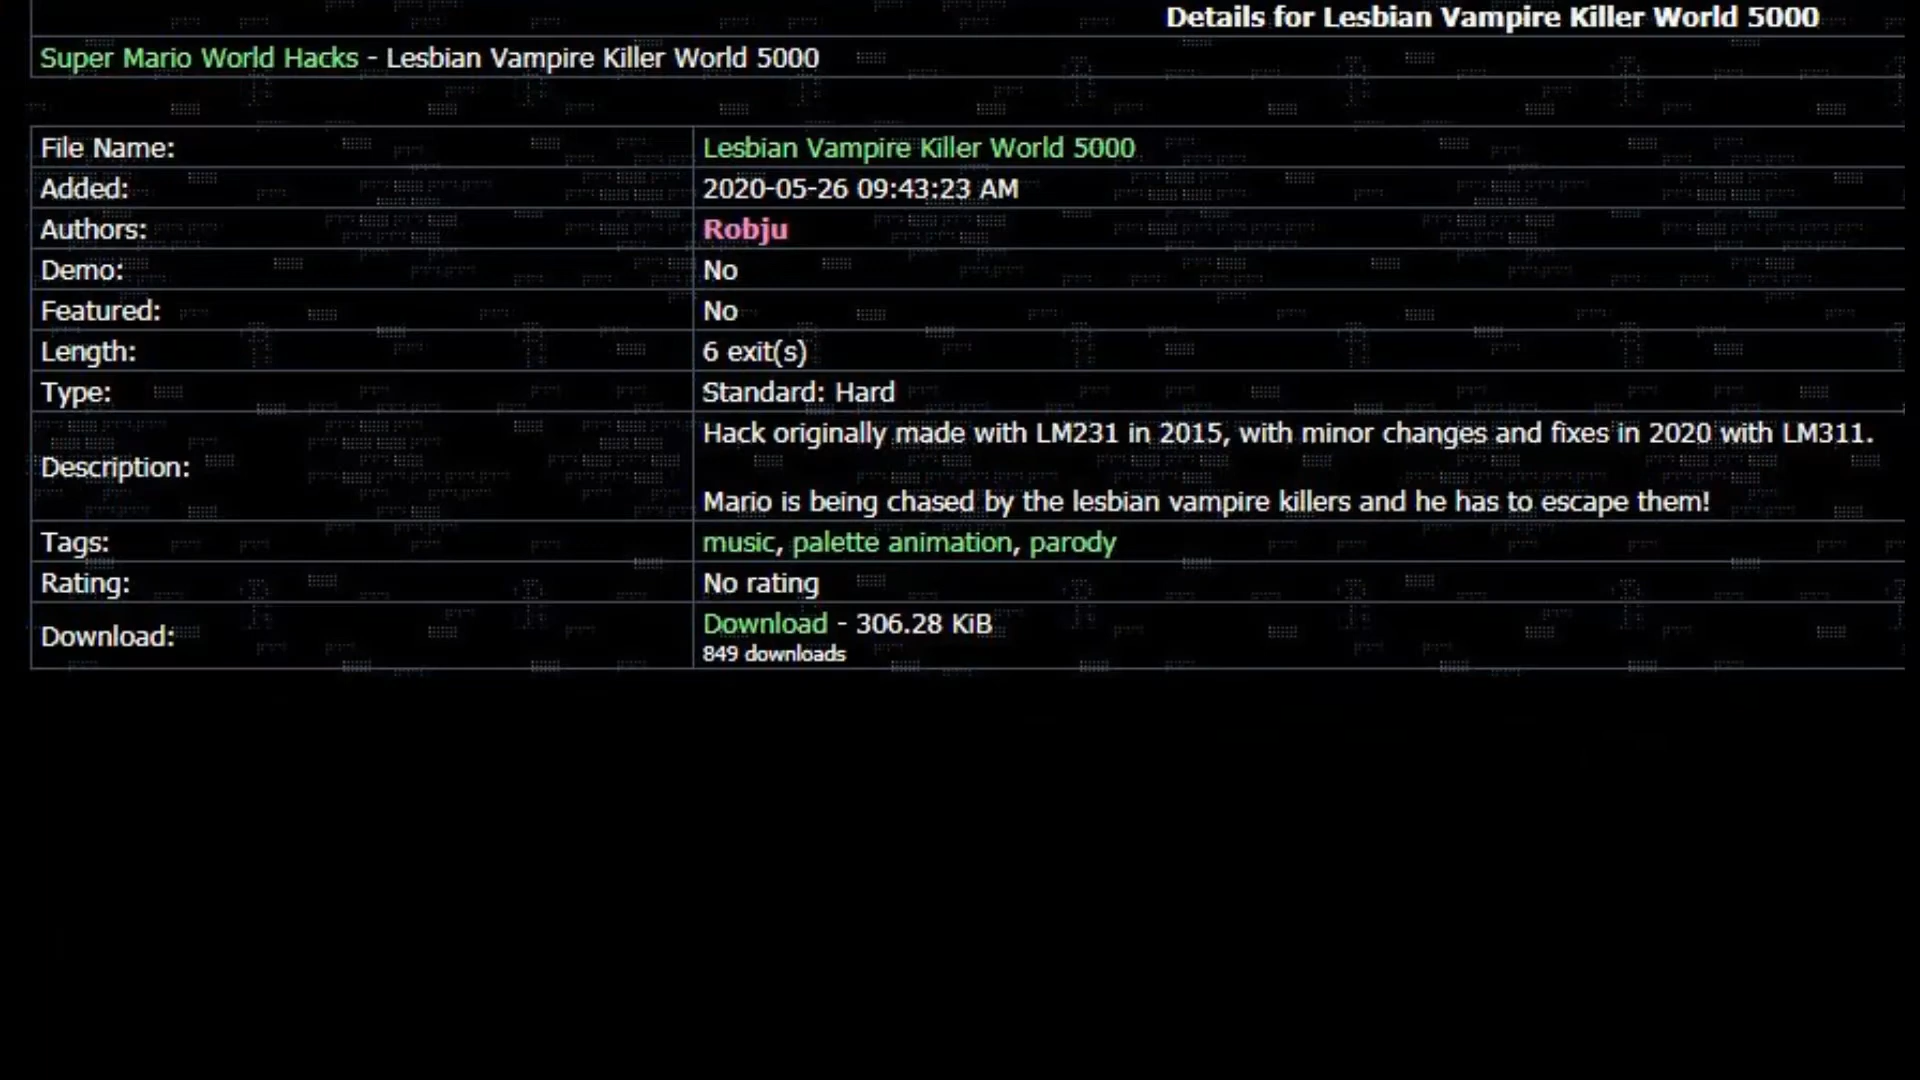 Details for Lesbian Vampire Killer World 5000
Super Mario World Hacks - Lesbian Vampire Killer World 5000
File Name: Lesbian Vampire Killer World 5000
Added: 2020-05-26 09:43:23 AM
Authors: Robju
Demo: No
Featured: No
Length: 6 exit(s)
Type: Standard: Hard
Description: Hack originally made with LM231 in 2015, with minor changes and fixes in 2020 with LM311.
Mario is being chased by the lesbian vampire killers and he has to escape them!
Tags: music, palette animation, parody
Rating: No rating
Download: Download - 306.28 KiB
849 downloads